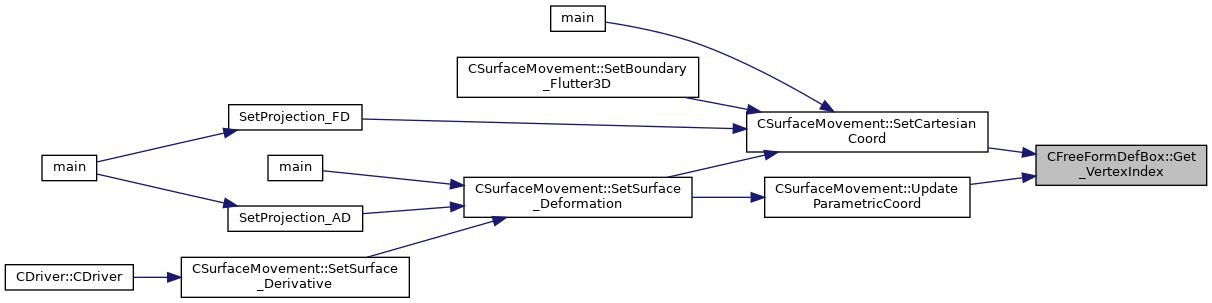 main
CSurfaceMovement::SetBoundary
_Flutter3D
SetProjection_FD
CSurfaceMovement::SetCartesian
Coord
CFreeFormDefBox::Get
_VertexIndex
main
main
CSurfaceMovement::SetSurface
_Deformation
CSurfaceMovement::Update
ParametricCoord
SetProjection_AD
CDriver::CDriver
CSurfaceMovement::SetSurface
_Derivative